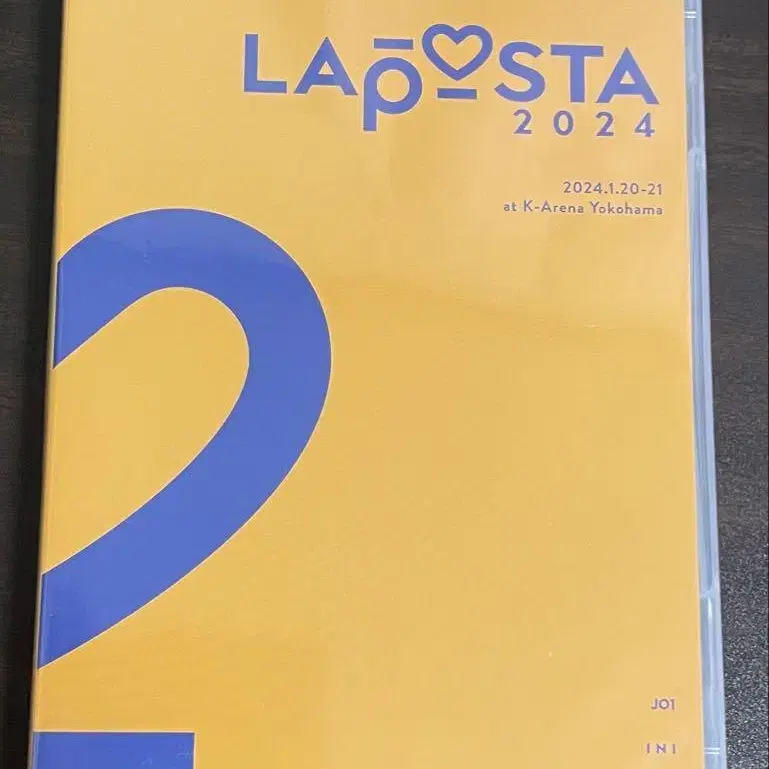 LAPOSTA
2024
2024.1.20-21
at K-Arena Yokohama
JO1
INI